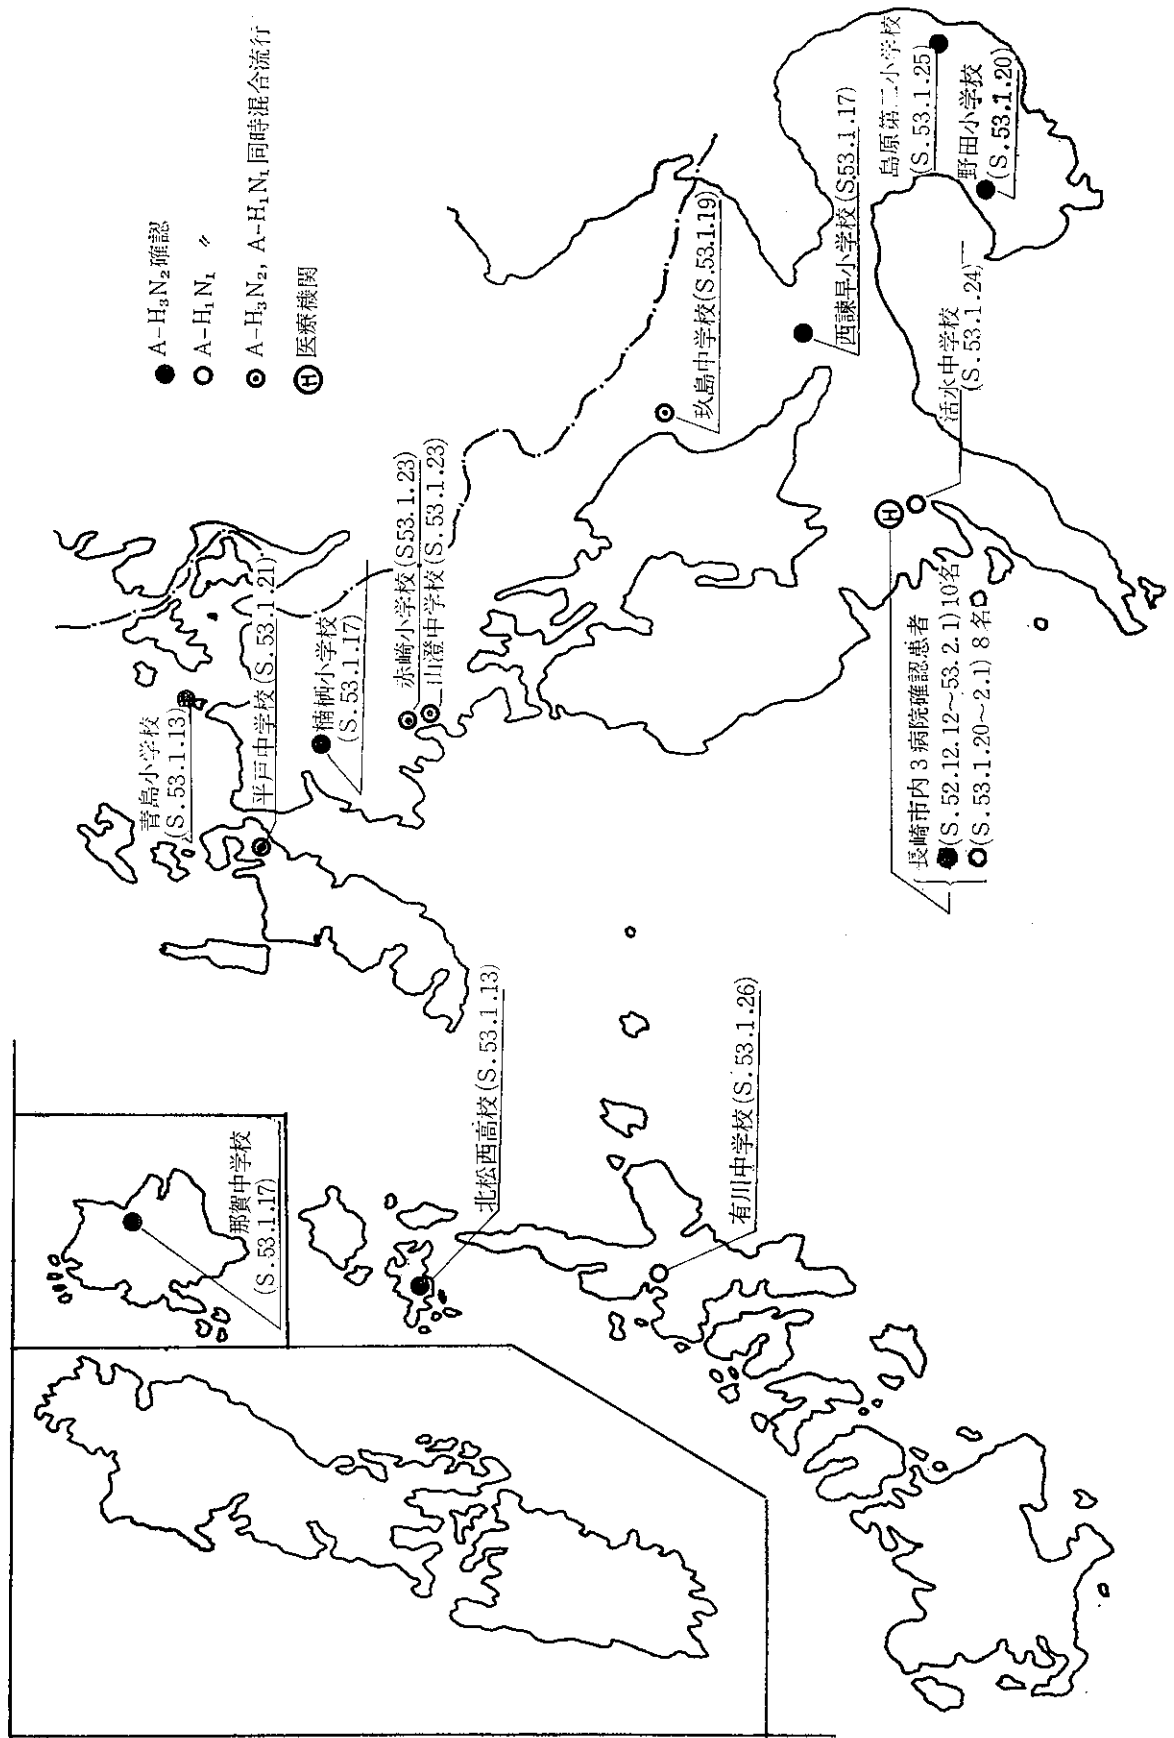 ● A-H₃N₂確認
○ A-H₁N₁ 〃
◉ A-H₃N₂, A-H₁N₁同時混合流行
Ⓗ 医療機関
那賀中学校
(S.53.1.17)
北松西高校(S.53.1.13)
有川中学校(S.53.1.26)
青島小学校
(S.53.1.13)
平戸中学校(S.53.1.21)
楠栖小学校
(S.53.1.17)
赤崎小学校(S53.1.23)
山澄中学校(S.53.1.23)
玖島中学校(S.53.1.19)
西諫早小学校(S.53.1.17)
島原第二小学校
(S.53.1.25)
野田小学校
(S.53.1.20)
活水中学校
(S.53.1.24)
H
長崎市内3病院確認患者
●(S.52.12.12~53.2.1)10名
○(S.53.1.20~2.1)8名